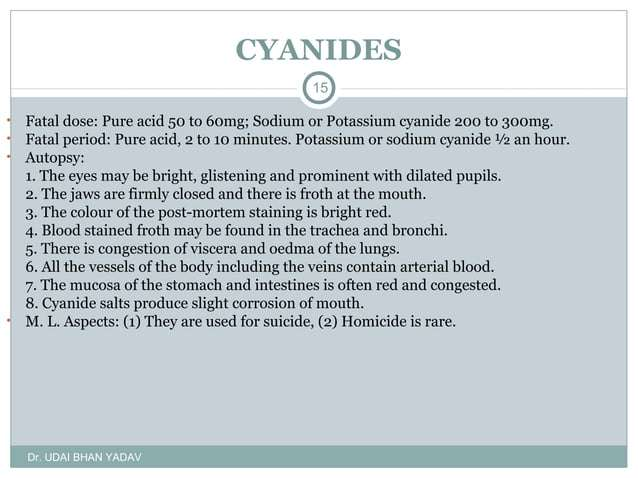 CYANIDES
15
• Fatal dose: Pure acid 50 to 60mg; Sodium or Potassium cyanide 200 to 300mg.
• Fatal period: Pure acid, 2 to 10 minutes. Potassium or sodium cyanide ½ an hour.
• Autopsy:
1. The eyes may be bright, glistening and prominent with dilated pupils.
2. The jaws are firmly closed and there is froth at the mouth.
3. The colour of the post-mortem staining is bright red.
4. Blood stained froth may be found in the trachea and bronchi.
5. There is congestion of viscera and oedma of the lungs.
6. All the vessels of the body including the veins contain arterial blood.
7. The mucosa of the stomach and intestines is often red and congested.
8. Cyanide salts produce slight corrosion of mouth.
• M. L. Aspects: (1) They are used for suicide, (2) Homicide is rare.
Dr. UDAI BHAN YADAV